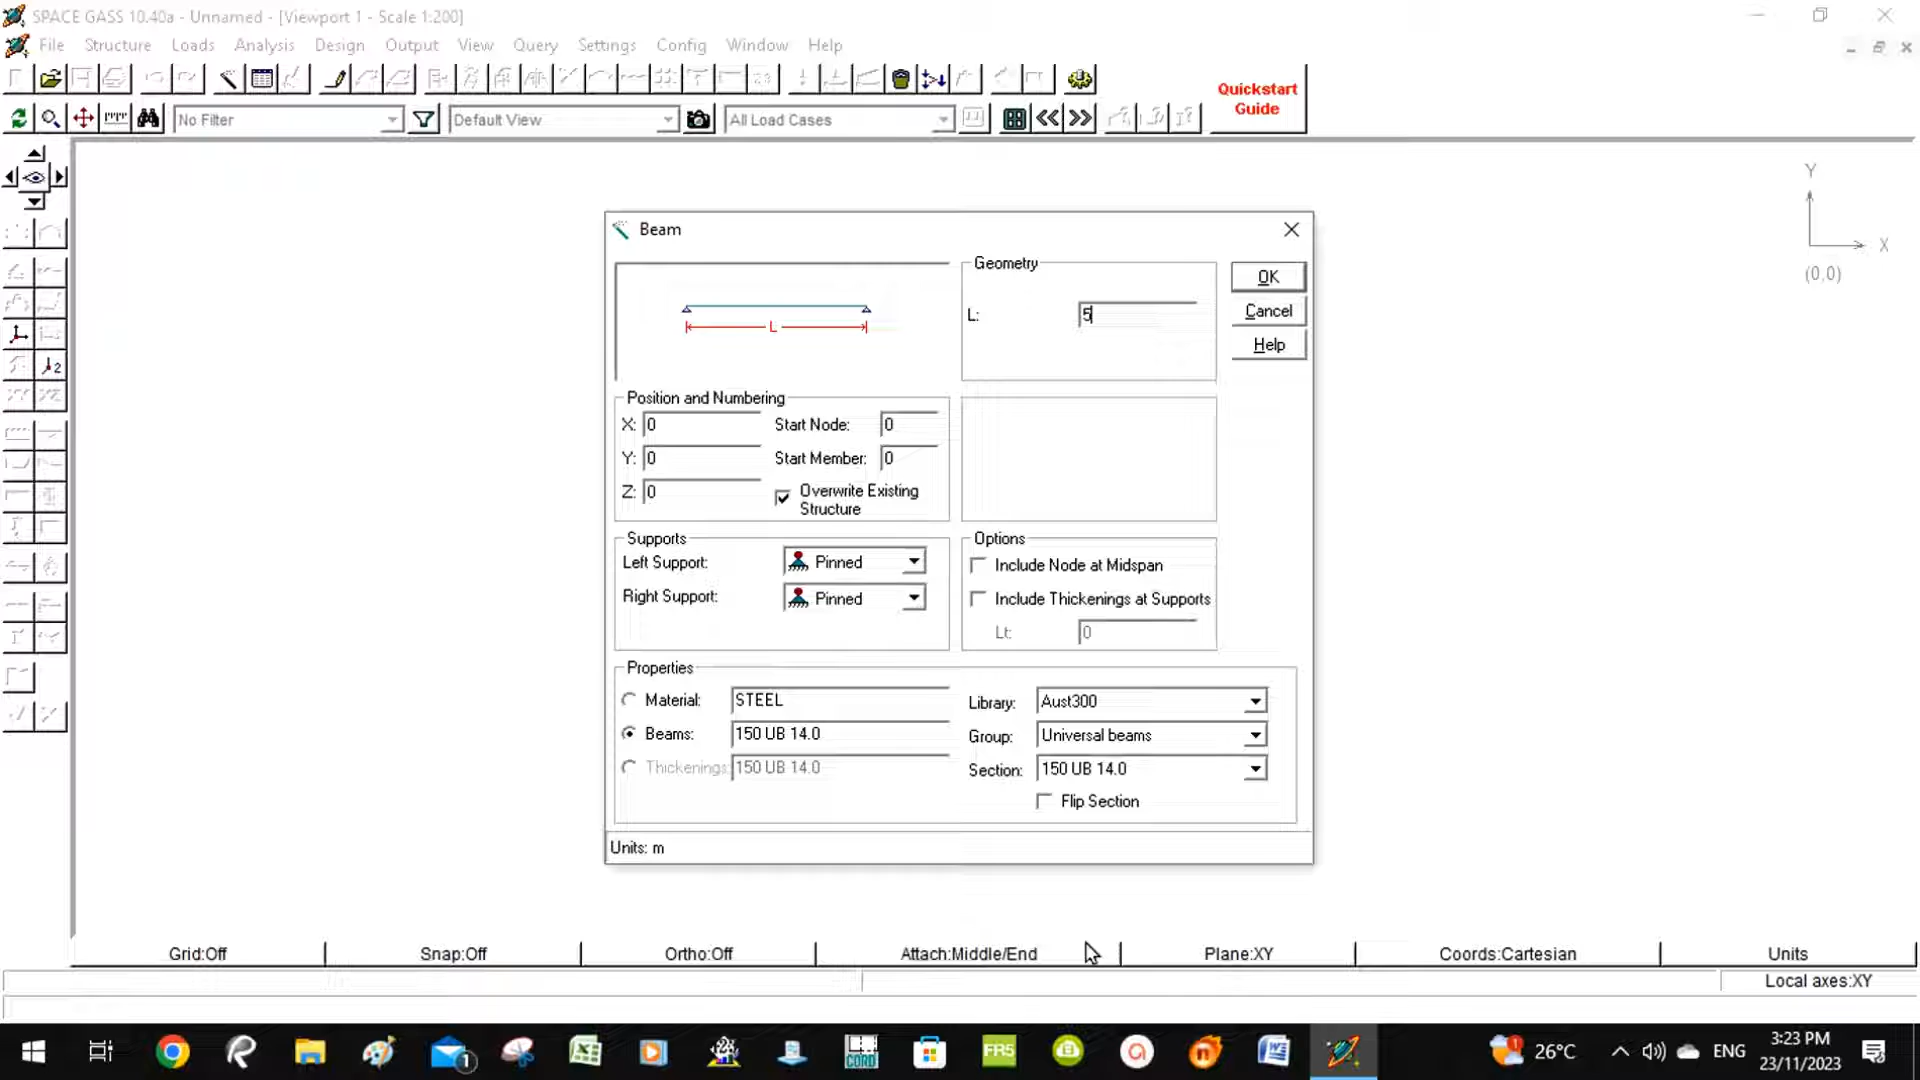 SPACE GASS 10.40a - Unnamed - [Viewport 1 - Scale 1:200]
File Structure Loads Analysis Design Output View Query Settings Config Window Help
Quickstart
Guide
No Filter Default View All Load Cases
Y
X
(0,0)
Beam
L
Geometry
L: 5
OK
Cancel
Help
Position and Numbering
X: 0 Start Node: 0
Y: 0 Start Member: 0
Z: 0 Overwrite Existing
Structure
Supports
Left Support: Pinned
Right Support: Pinned
Options
Include Node at Midspan
Include Thickenings at Supports
Lt: 0
Properties
Material: STEEL Library: Aust300
Beams: 150 UB 14.0 Group: Universal beams
Thickenings: 150 UB 14.0 Section: 150 UB 14.0
Flip Section
Units: m
Grid:Off Snap:Off Ortho:Off Attach:Middle/End Plane:XY Coords:Cartesian Units
Local axes:XY
1 CORD FR5 26°C ENG 3:23 PM
23/11/2023